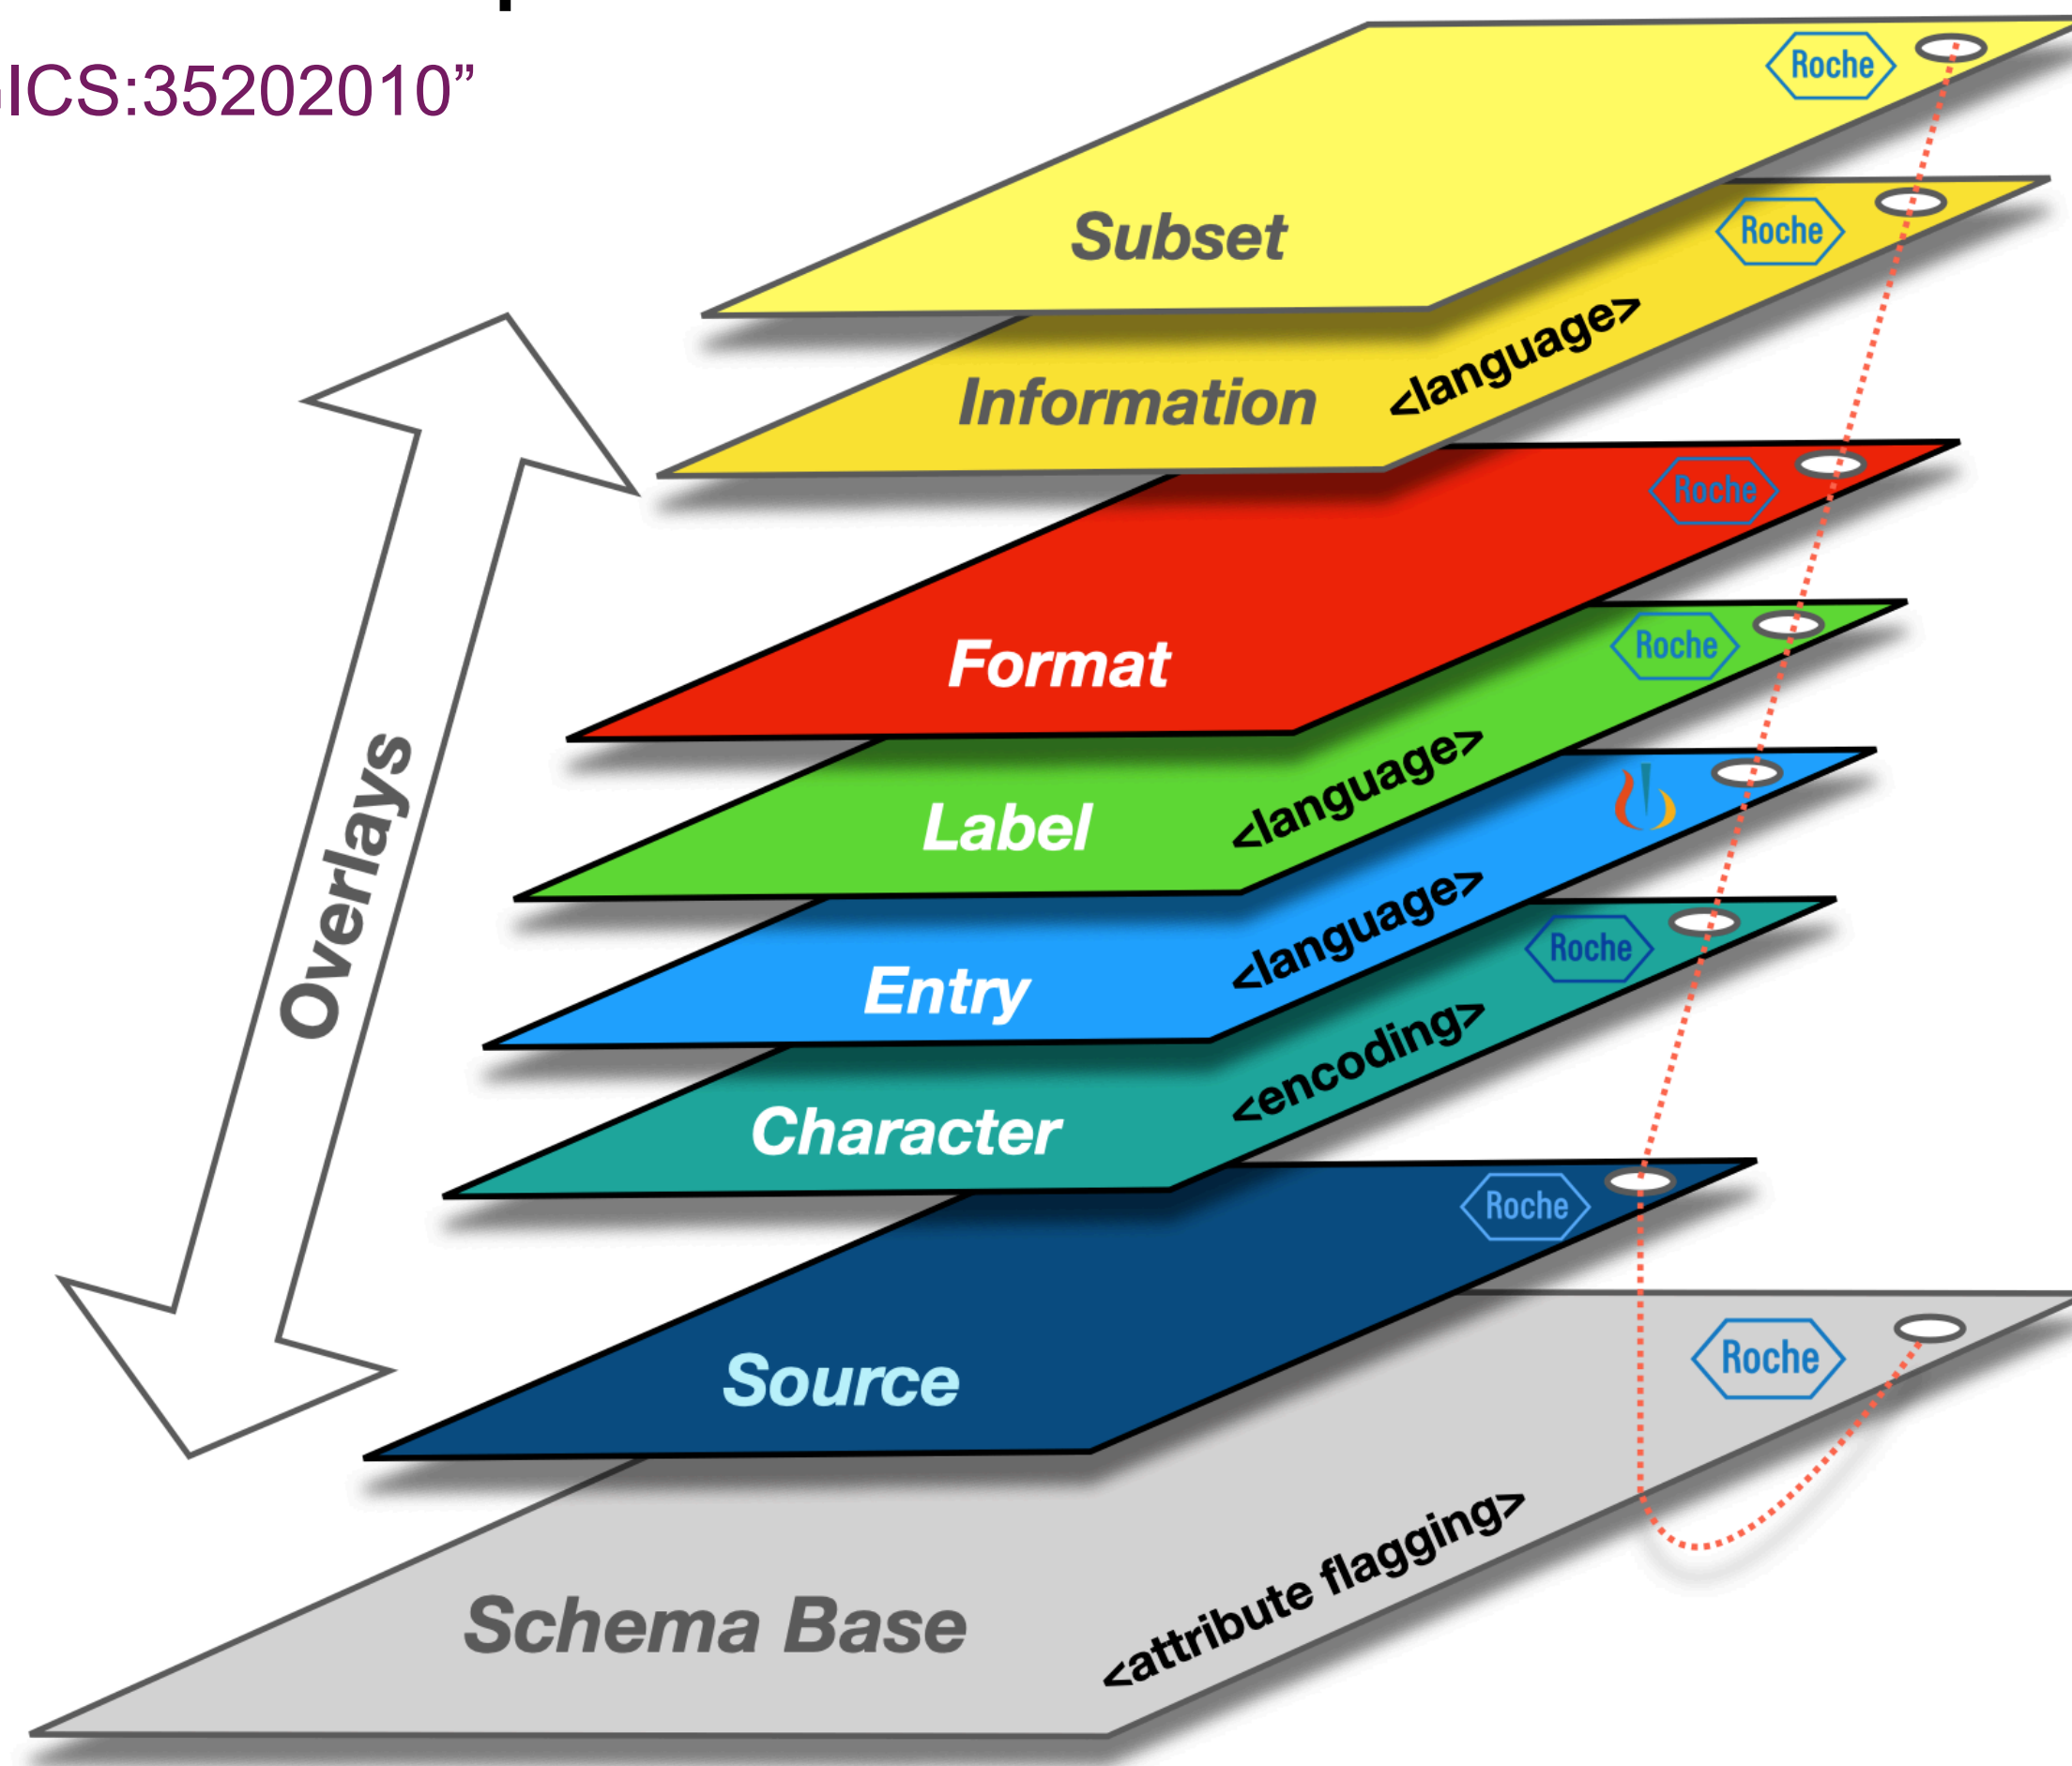 GICS:35202010”
Roche
Subset
Roche
Information <language>
Roche
Format
Roche
Label <language>
Entry <language>
Roche
Character <encoding>
Overlays
Roche
Source
Roche
Schema Base <attribute flagging>